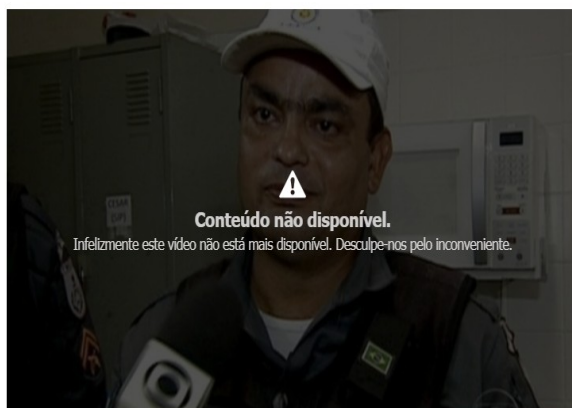 Conteúdo não disponível.
Infelizmente este vídeo não está mais disponível. Desculpe-nos pelo inconveniente.